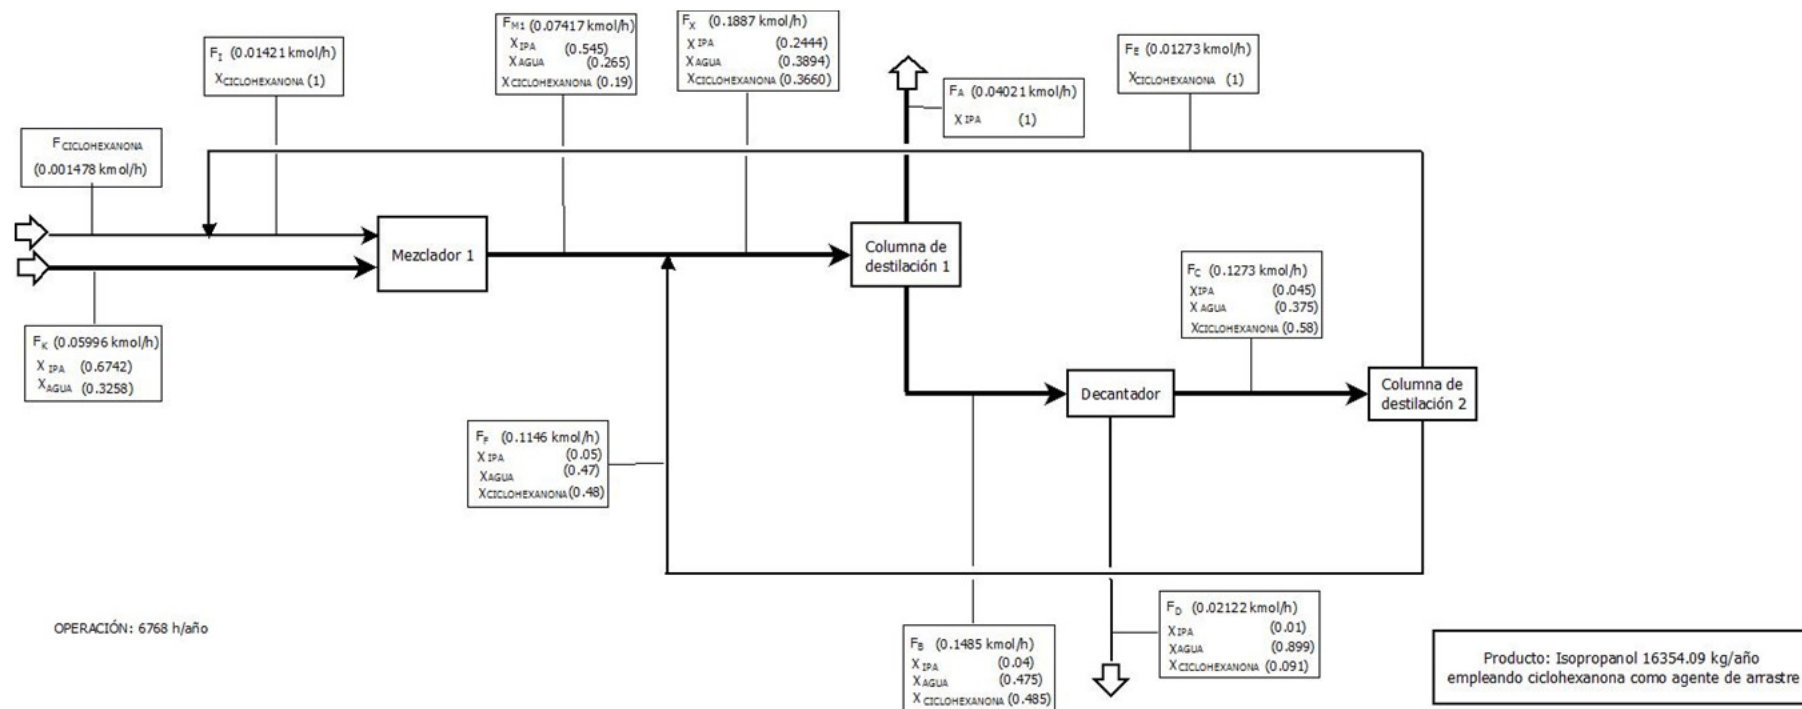 F_I (0.01421 kmol/h)
X_CICLOHEXANONA (1)
F_M1 (0.07417 kmol/h)
X_IPA (0.545)
X_AGUA (0.265)
X_CICLOHEXANONA (0.19)
F_X (0.1887 kmol/h)
X_IPA (0.2444)
X_AGUA (0.3894)
X_CICLOHEXANONA (0.3660)
F_A (0.04021 kmol/h)
X_IPA (1)
F_E (0.01273 kmol/h)
X_CICLOHEXANONA (1)
F_CICLOHEXANONA
(0.001478 kmol/h)
Mezclador 1
Columna de
destilación 1
F_K (0.05996 kmol/h)
X_IPA (0.6742)
X_AGUA (0.3258)
F_C (0.1273 kmol/h)
X_IPA (0.045)
X_AGUA (0.375)
X_CICLOHEXANONA (0.58)
Decantador
Columna de
destilación 2
F_F (0.1146 kmol/h)
X_IPA (0.05)
X_AGUA (0.47)
X_CICLOHEXANONA (0.48)
OPERACIÓN: 6768 h/año
F_B (0.1485 kmol/h)
X_IPA (0.04)
X_AGUA (0.475)
X_CICLOHEXANONA (0.485)
F_D (0.02122 kmol/h)
X_IPA (0.01)
X_AGUA (0.899)
X_CICLOHEXANONA (0.091)
Producto: Isopropanol 16354.09 kg/año
empleando ciclohexanona como agente de arrastre